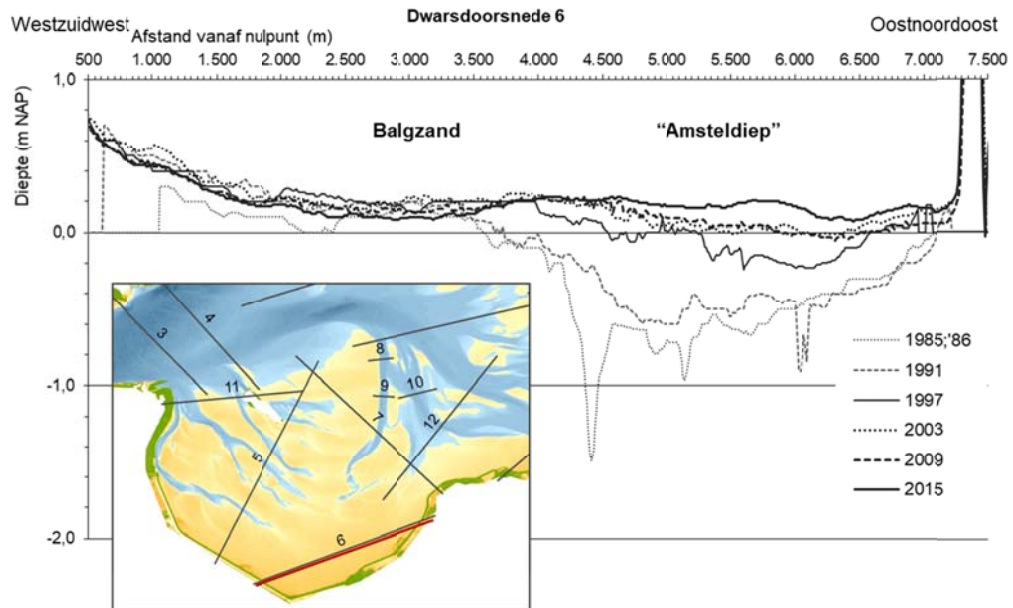 Dwarsdoorsnede 6
Westzuidwest
Oostnoordoost
Afstand vanaf nulpunt (m)
500 1.000 1.500 2.000 2.500 3.000 3.500 4.000 4.500 5.000 5.500 6.000 6.500 7.000 7.500
Diepte (m NAP)
1,0
0,0
-1,0
-2,0
Balgzand
"Amsteldiep"
1985;'86
1991
1997
2003
2009
2015
3
4
8
11
9
10
7
12
5
6